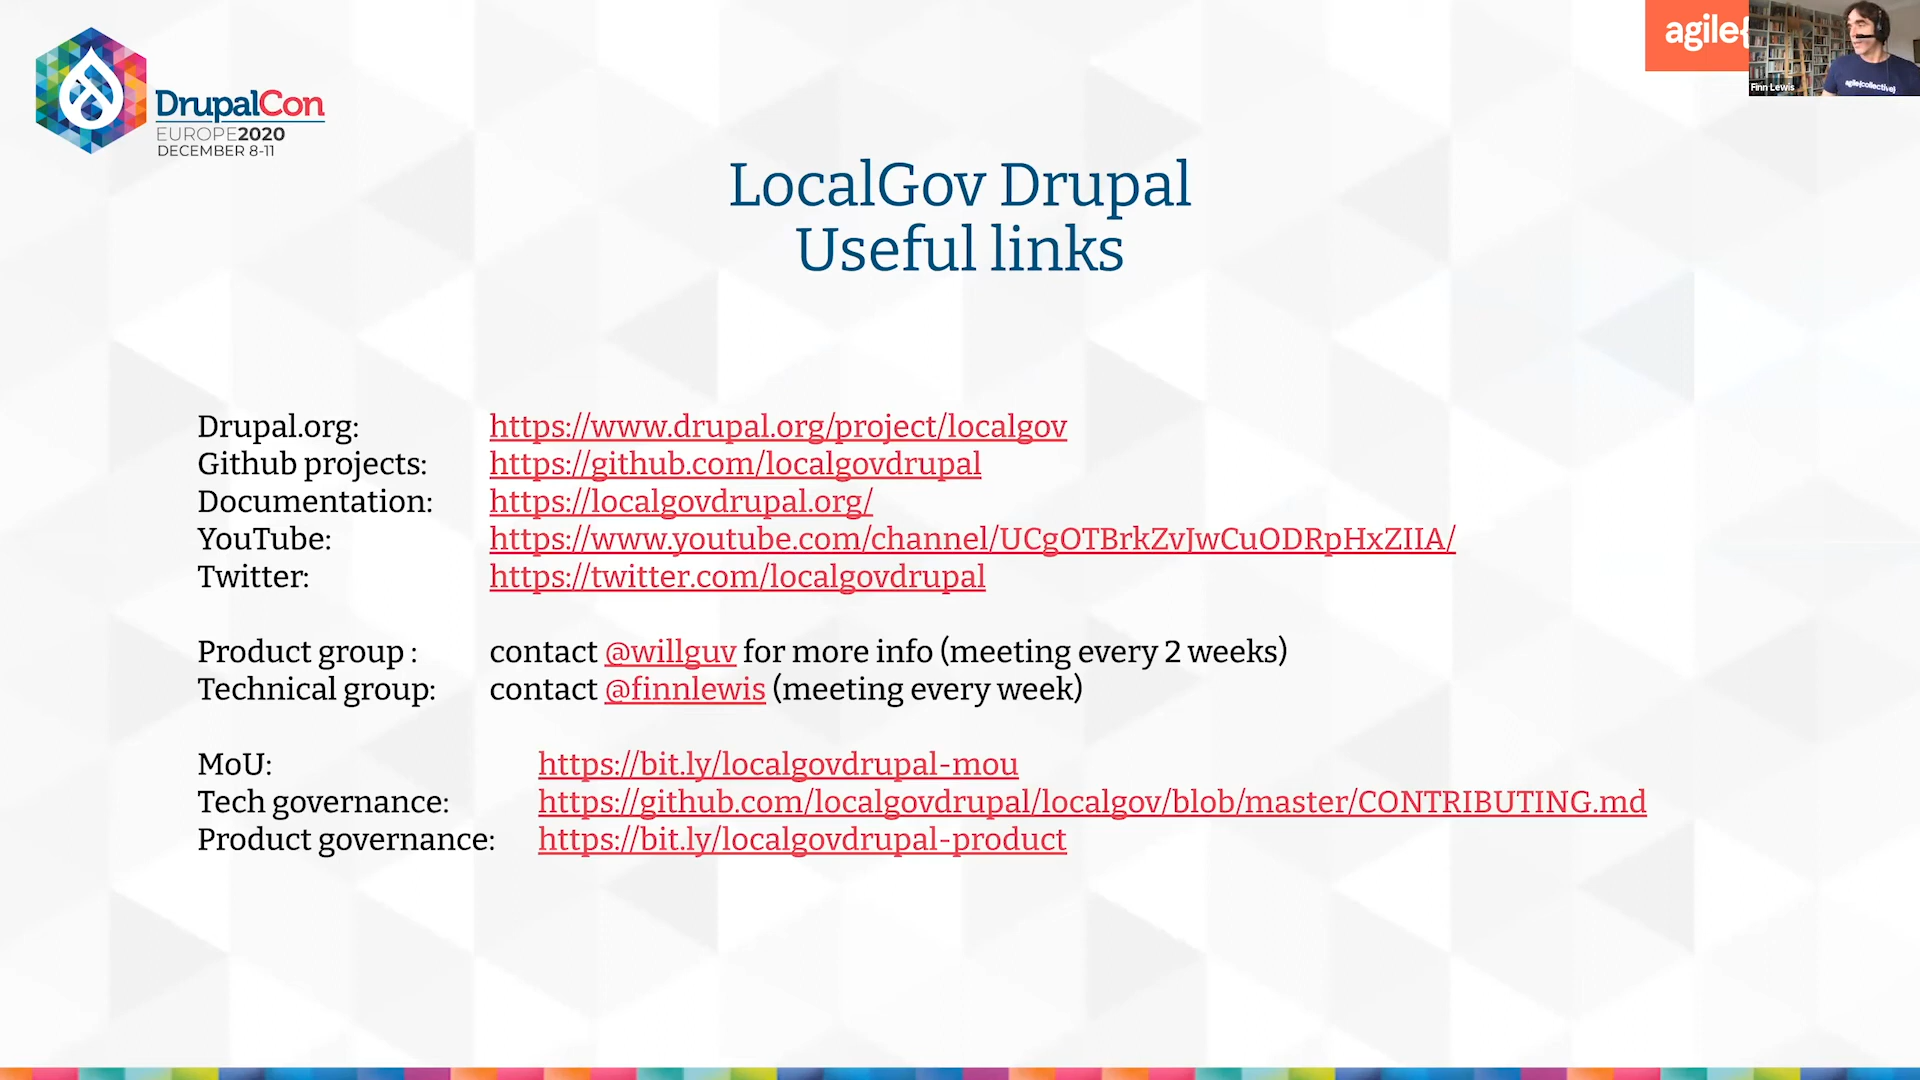 DrupalCon
EUROPE2020
DECEMBER 8-11
agile{
Finn Lewis
agile{collective}
LocalGov Drupal
Useful links
Drupal.org: https://www.drupal.org/project/localgov
Github projects: https://github.com/localgovdrupal
Documentation: https://localgovdrupal.org/
YouTube: https://www.youtube.com/channel/UCgOTBrkZvJwCuODRpHxZIIA/
Twitter: https://twitter.com/localgovdrupal
Product group : contact @willguv for more info (meeting every 2 weeks)
Technical group: contact @finnlewis (meeting every week)
MoU: https://bit.ly/localgovdrupal-mou
Tech governance: https://github.com/localgovdrupal/localgov/blob/master/CONTRIBUTING.md
Product governance: https://bit.ly/localgovdrupal-product